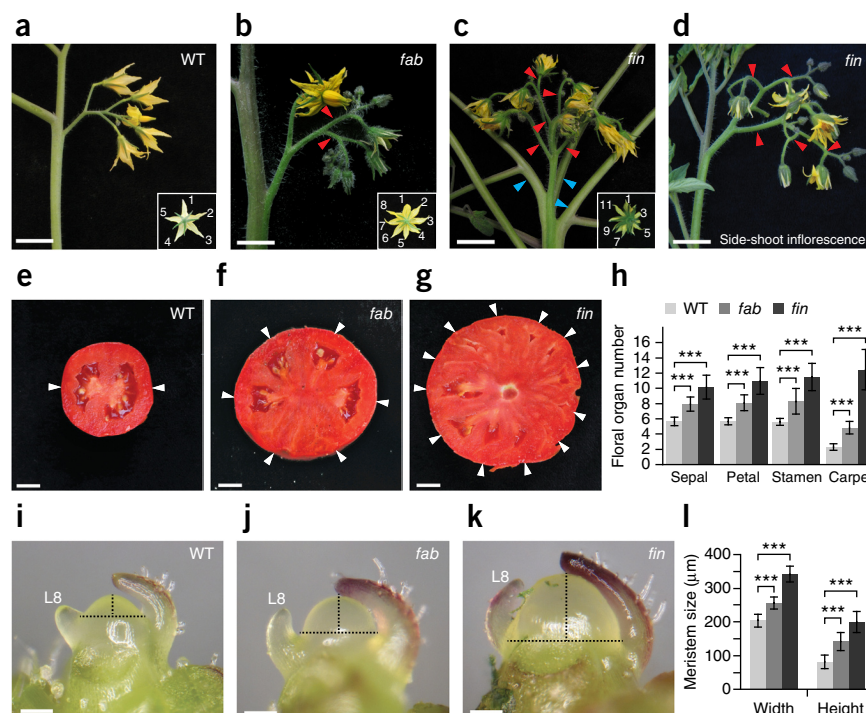 a b c d
WT fab fin fin
1 2 3 4 5
1 2 3 4 5 6 7 8
11 3 5 7 9
Side-shoot inflorescence
e f g h
WT fab fin
WT fab fin
*** *** *** *** *** *** *** ***
Floral organ number
16
14
12
10
8
6
4
2
0
Sepal Petal Stamen Carpe
i j k l
WT fab fin
L8 L8 L8
*** *** *** ***
Meristem size (µm)
400
300
200
100
0
Width Height